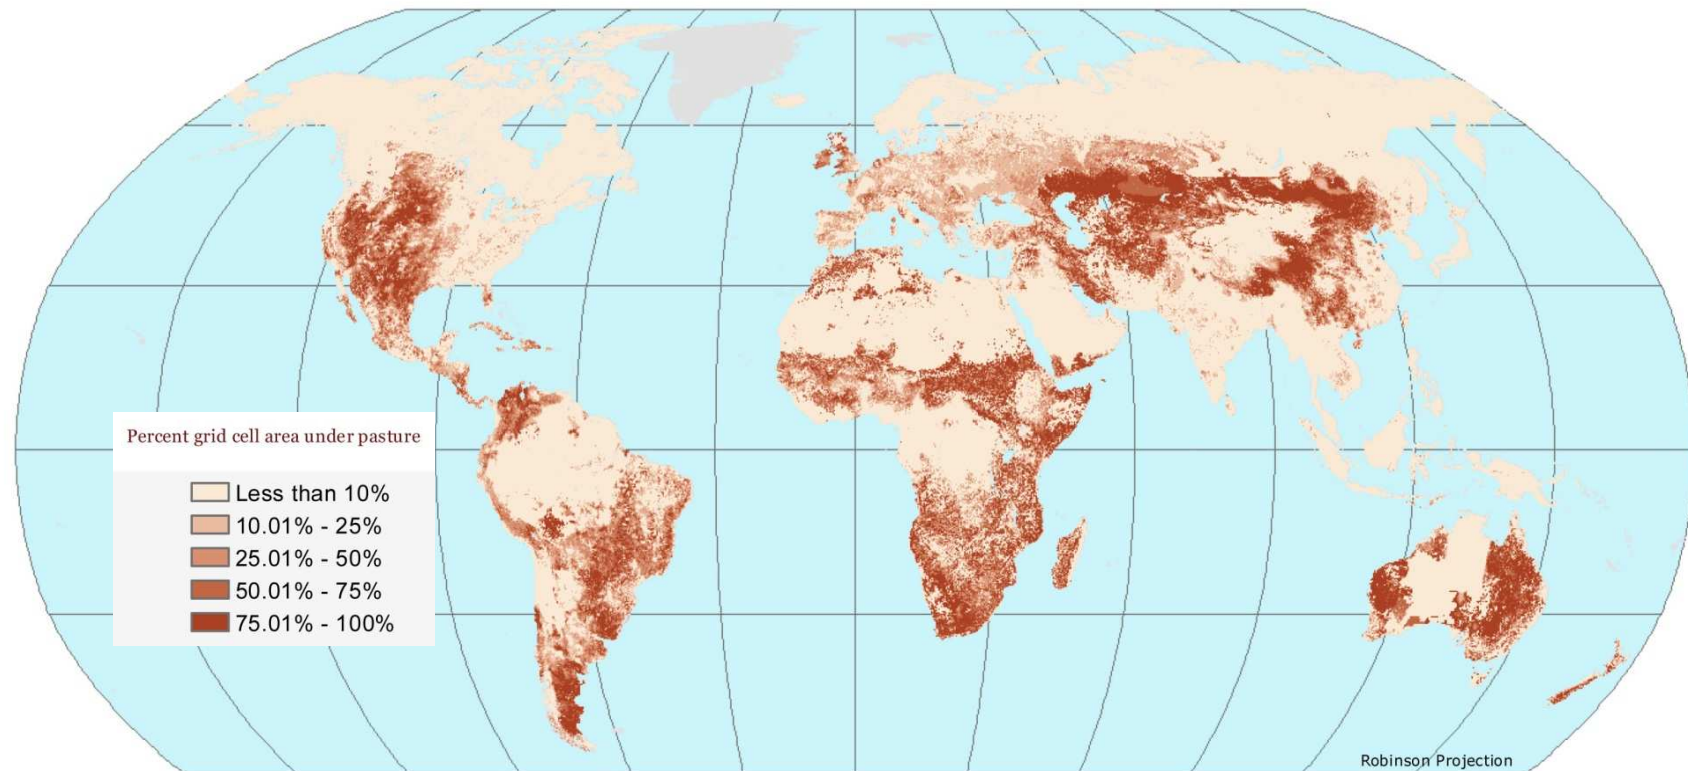 Percent grid cell area under pasture
Less than 10%
10.01% - 25%
25.01% - 50%
50.01% - 75%
75.01% - 100%
Robinson Projection